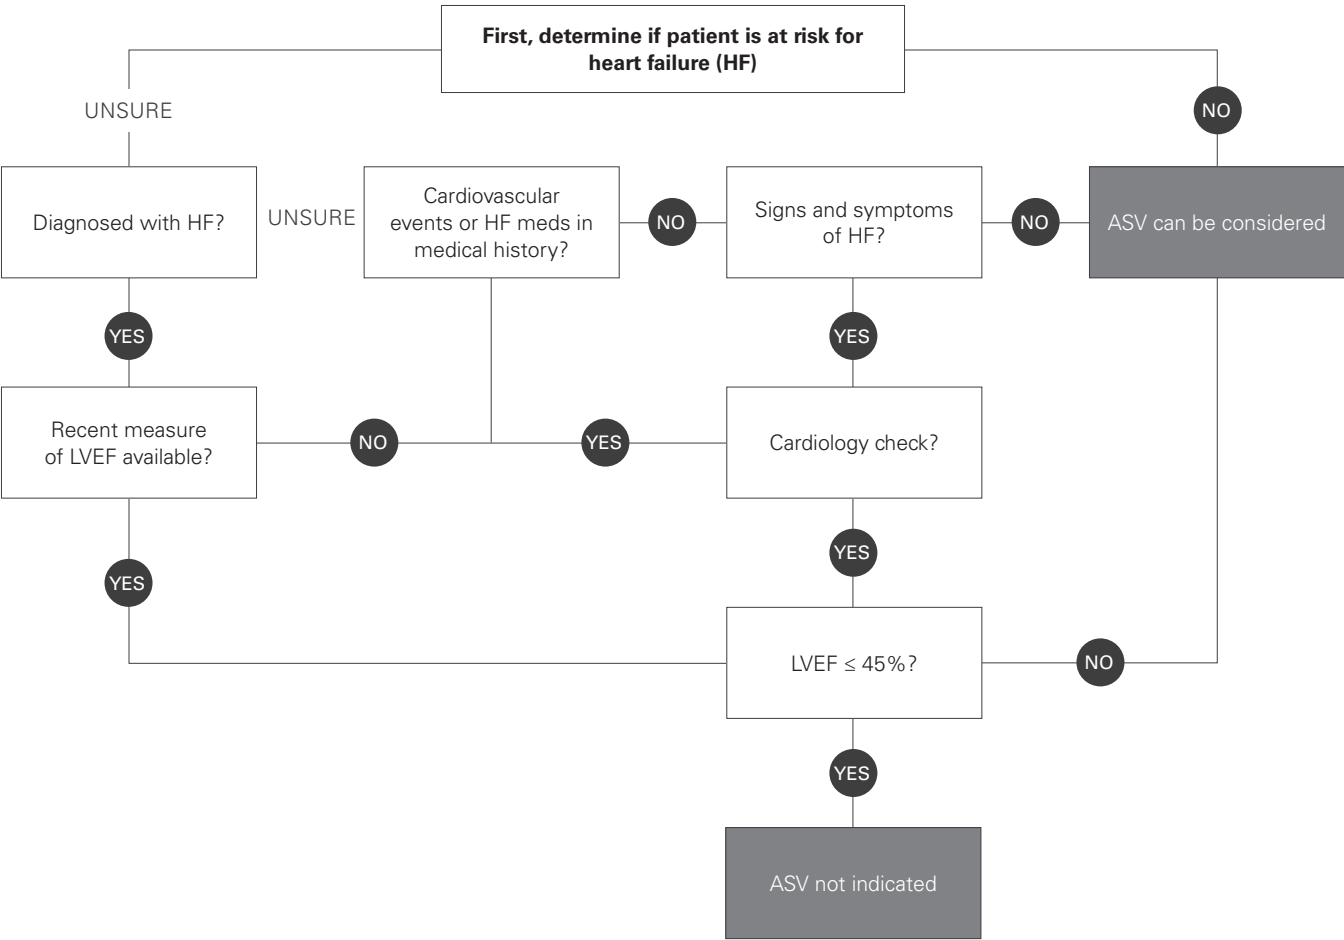 First, determine if patient is at risk for
heart failure (HF)
UNSURE
NO
Diagnosed with HF?
UNSURE
Cardiovascular
events or HF meds in
medical history?
NO
Signs and symptoms
of HF?
NO
ASV can be considered
YES
YES
Recent measure
of LVEF available?
NO
YES
Cardiology check?
YES
YES
LVEF ≤ 45%?
NO
YES
ASV not indicated